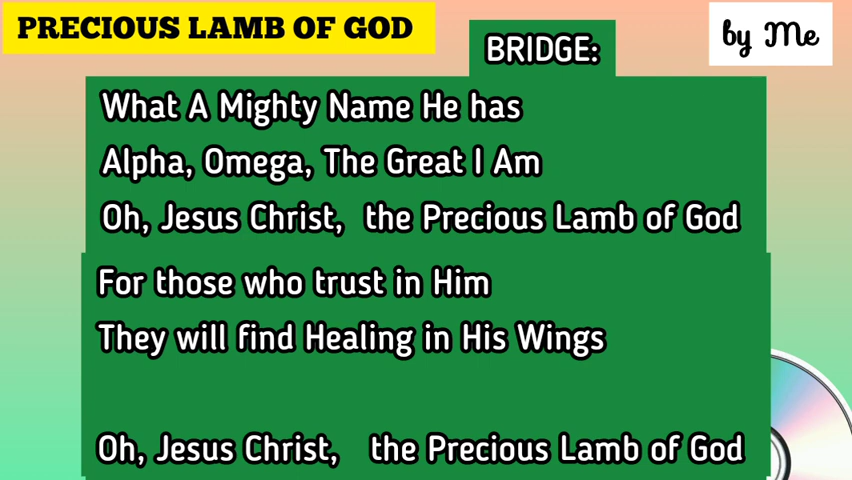 PRECIOUS LAMB OF GOD
by Me
BRIDGE:
What A Mighty Name He has
Alpha, Omega, The Great I Am
Oh, Jesus Christ, the Precious Lamb of God
For those who trust in Him
They will find Healing in His Wings
Oh, Jesus Christ, the Precious Lamb of God